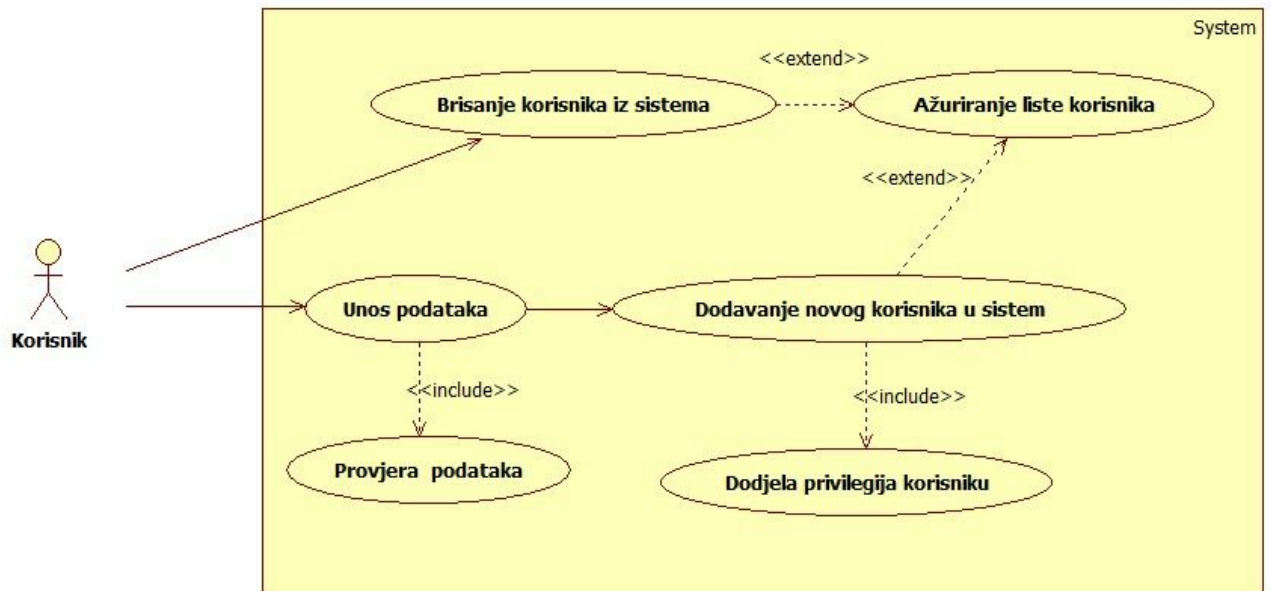 System
<<extend>>
Brisanje korisnika iz sistema
Ažuriranje liste korisnika
<<extend>>
Unos podataka
Dodavanje novog korisnika u sistem
Korisnik
<<include>>
<<include>>
Provjera podataka
Dodjela privilegija korisniku